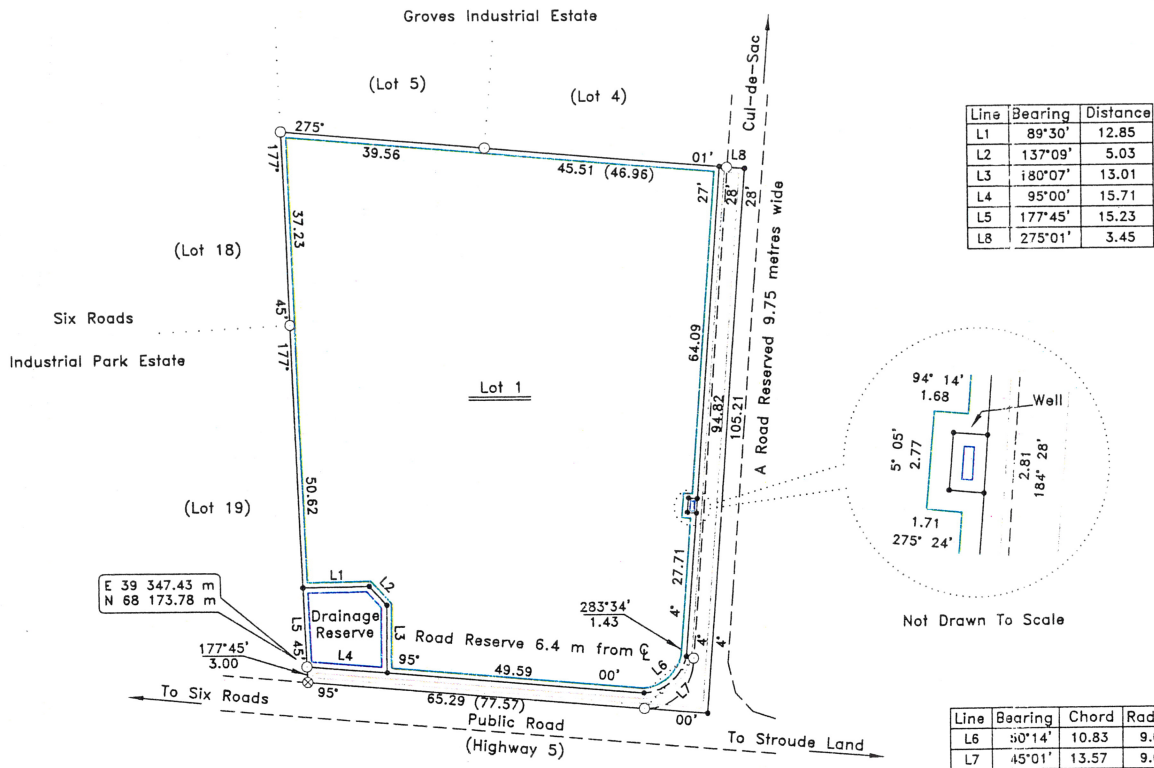 Groves Industrial Estate
(Lot 5)
(Lot 4)
Cul-de-Sac
275°
39.56
45.51 (46.96)
01'
L8
177°
27'
28'
28'
37.23
(Lot 18)
45'
Six Roads
Industrial Park Estate
177°
Lot 1
64.09
94.82
105.21
A Road Reserved 9.75 metres wide
50.62
(Lot 19)
27.71
E 39 347.43 m
N 68 173.78 m
L1
L2
Drainage
Reserve
L5
L3
L4
45'
283°34'
1.43
4°
4°
4°
177°45'
3.00
Road Reserve 6.4 m from ℄
95°
49.59
00'
L6
L7
95°
65.29 (77.57)
00'
To Six Roads
Public Road
(Highway 5)
To Stroude Land
Line Bearing Distance
L1 89°30' 12.85
L2 137°09' 5.03
L3 180°07' 13.01
L4 95°00' 15.71
L5 177°45' 15.23
L8 275°01' 3.45
94° 14'
1.68
Well
5° 05'
2.77
2.81
184° 28'
1.71
275° 24'
Not Drawn To Scale
Line Bearing Chord Rad
L6 50°14' 10.83 9.
L7 45°01' 13.57 9.